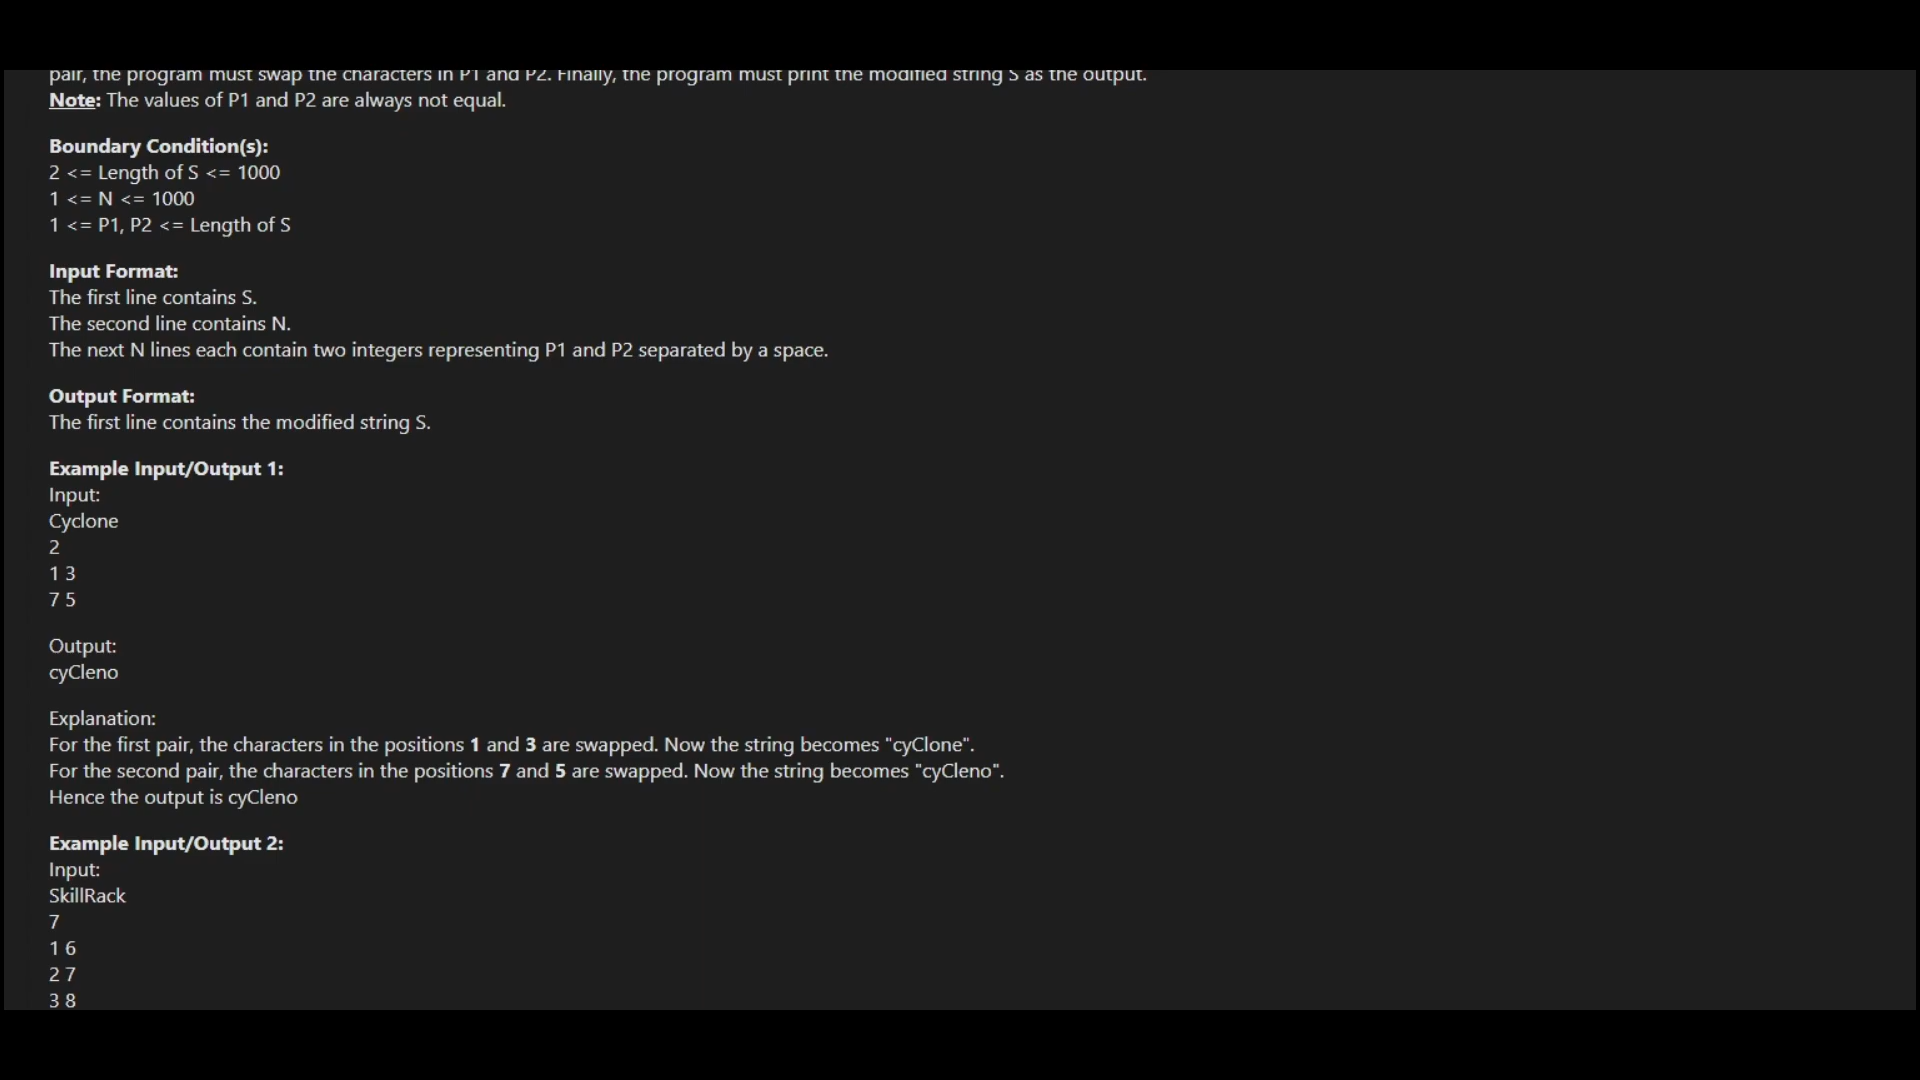 pair, the program must swap the characters in P1 and P2. Finally, the program must print the modified string S as the output.
Note: The values of P1 and P2 are always not equal.
Boundary Condition(s):
2 <= Length of S <= 1000
1 <= N <= 1000
1 <= P1, P2 <= Length of S
Input Format:
The first line contains S.
The second line contains N.
The next N lines each contain two integers representing P1 and P2 separated by a space.
Output Format:
The first line contains the modified string S.
Example Input/Output 1:
Input:
Cyclone
2
1 3
7 5
Output:
cyCleno
Explanation:
For the first pair, the characters in the positions 1 and 3 are swapped. Now the string becomes "cyClone".
For the second pair, the characters in the positions 7 and 5 are swapped. Now the string becomes "cyCleno".
Hence the output is cyCleno
Example Input/Output 2:
Input:
SkillRack
7
1 6
2 7
3 8